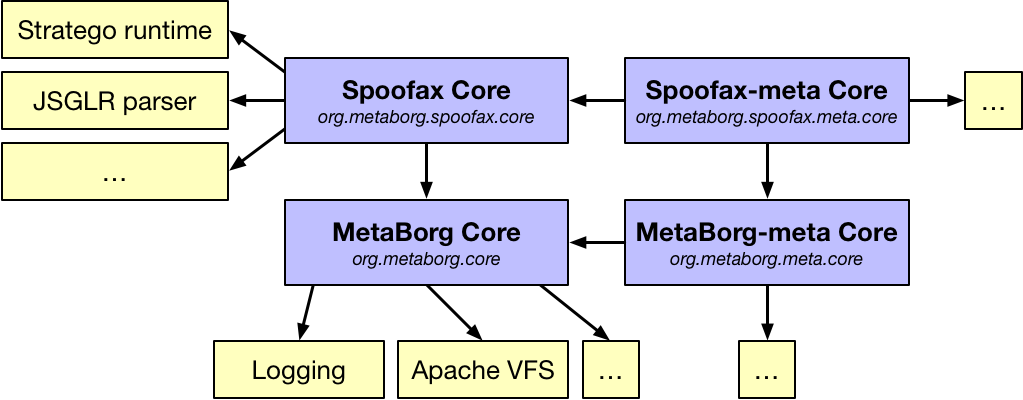 Stratego runtime
JSGLR parser
…
Spoofax Core
org.metaborg.spoofax.core
Spoofax-meta Core
org.metaborg.spoofax.meta.core
…
MetaBorg Core
org.metaborg.core
MetaBorg-meta Core
org.metaborg.meta.core
Logging
Apache VFS
…
…